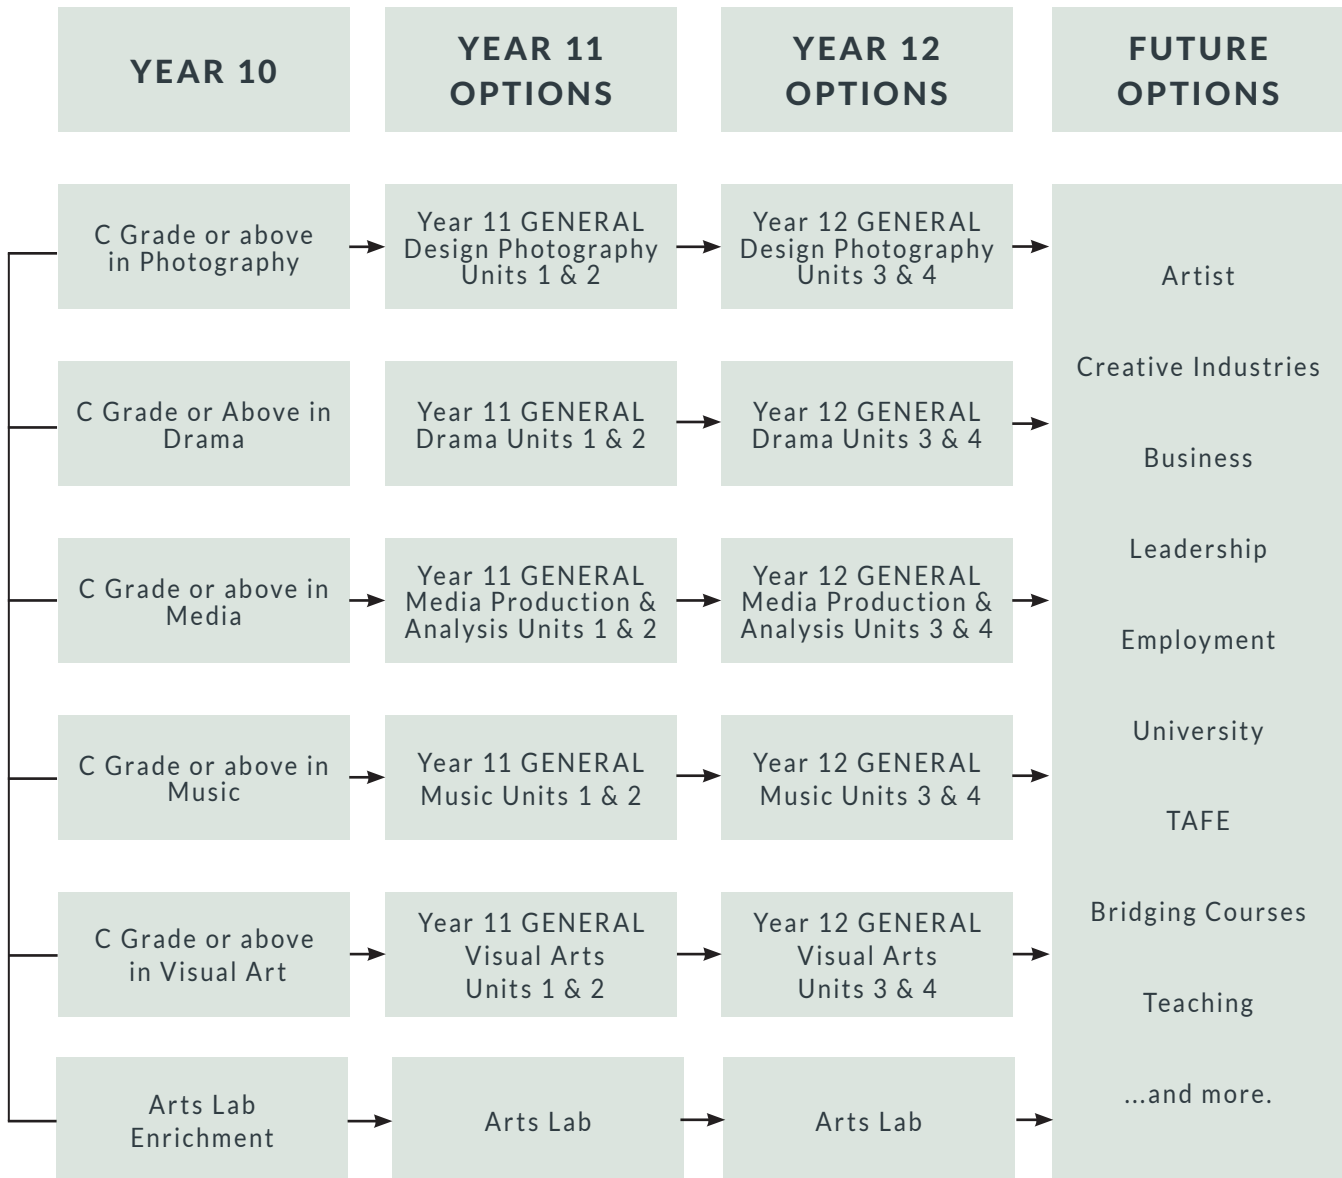 YEAR 10
YEAR 11
OPTIONS
YEAR 12
OPTIONS
FUTURE
OPTIONS
C Grade or above
in Photography
Year 11 GENERAL
Design Photography
Units 1 & 2
Year 12 GENERAL
Design Photography
Units 3 & 4
C Grade or Above in
Drama
Year 11 GENERAL
Drama Units 1 & 2
Year 12 GENERAL
Drama Units 3 & 4
C Grade or above in
Media
Year 11 GENERAL
Media Production &
Analysis Units 1 & 2
Year 12 GENERAL
Media Production &
Analysis Units 3 & 4
C Grade or above in
Music
Year 11 GENERAL
Music Units 1 & 2
Year 12 GENERAL
Music Units 3 & 4
C Grade or above
in Visual Art
Year 11 GENERAL
Visual Arts
Units 1 & 2
Year 12 GENERAL
Visual Arts
Units 3 & 4
Arts Lab
Enrichment
Arts Lab
Arts Lab
Artist
Creative Industries
Business
Leadership
Employment
University
TAFE
Bridging Courses
Teaching
...and more.